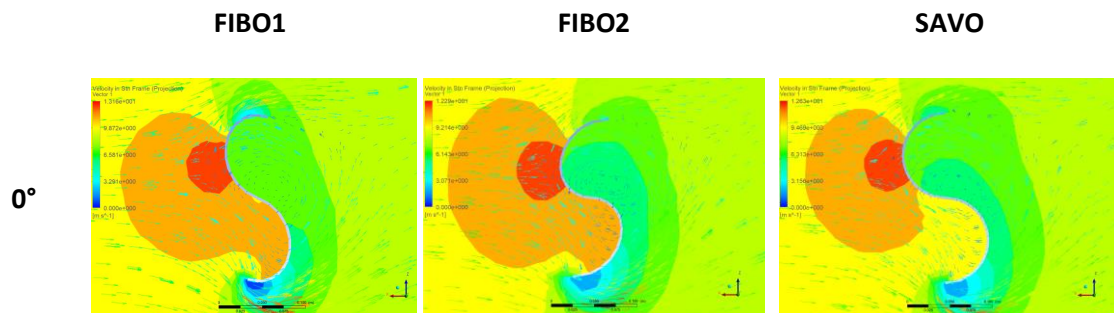 FIBO1 FIBO2 SAVO
0°
Velocity in Stn Frame (Projection)
Vector 1
1.316e+001
9.872e+000
6.581e+000
3.291e+000
0.000e+000
[m s^-1]
Velocity in Stn Frame (Projection)
Vector 1
1.229e+001
9.214e+000
6.143e+000
3.071e+000
0.000e+000
[m s^-1]
Velocity in Stn Frame (Projection)
Vector 1
1.263e+001
9.469e+000
6.313e+000
3.156e+000
0.000e+000
[m s^-1]